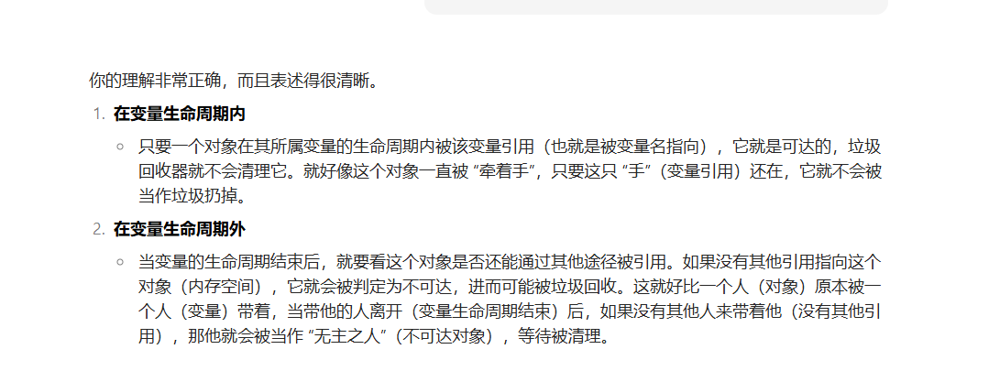 你的理解非常正确，而且表述得很清晰。
1. 在变量生命周期内
○ 只要一个对象在其所属变量的生命周期内被该变量引用（也就是被变量名指向），它就是可达的，垃圾
回收器就不会清理它。就好像这个对象一直被 “牵着手”，只要这只 “手”（变量引用）还在，它就不会被
当作垃圾扔掉。
2. 在变量生命周期外
○ 当变量的生命周期结束后，就要看这个对象是否还能通过其他途径被引用。如果没有其他引用指向这个
对象（内存空间），它就会被判定为不可达，进而可能被垃圾回收。这就好比一个人（对象）原本被一
个人（变量）带着，当带他的人离开（变量生命周期结束）后，如果没有其他人来带着他（没有其他引
用），那他就会被当作 “无主之人”（不可达对象），等待被清理。